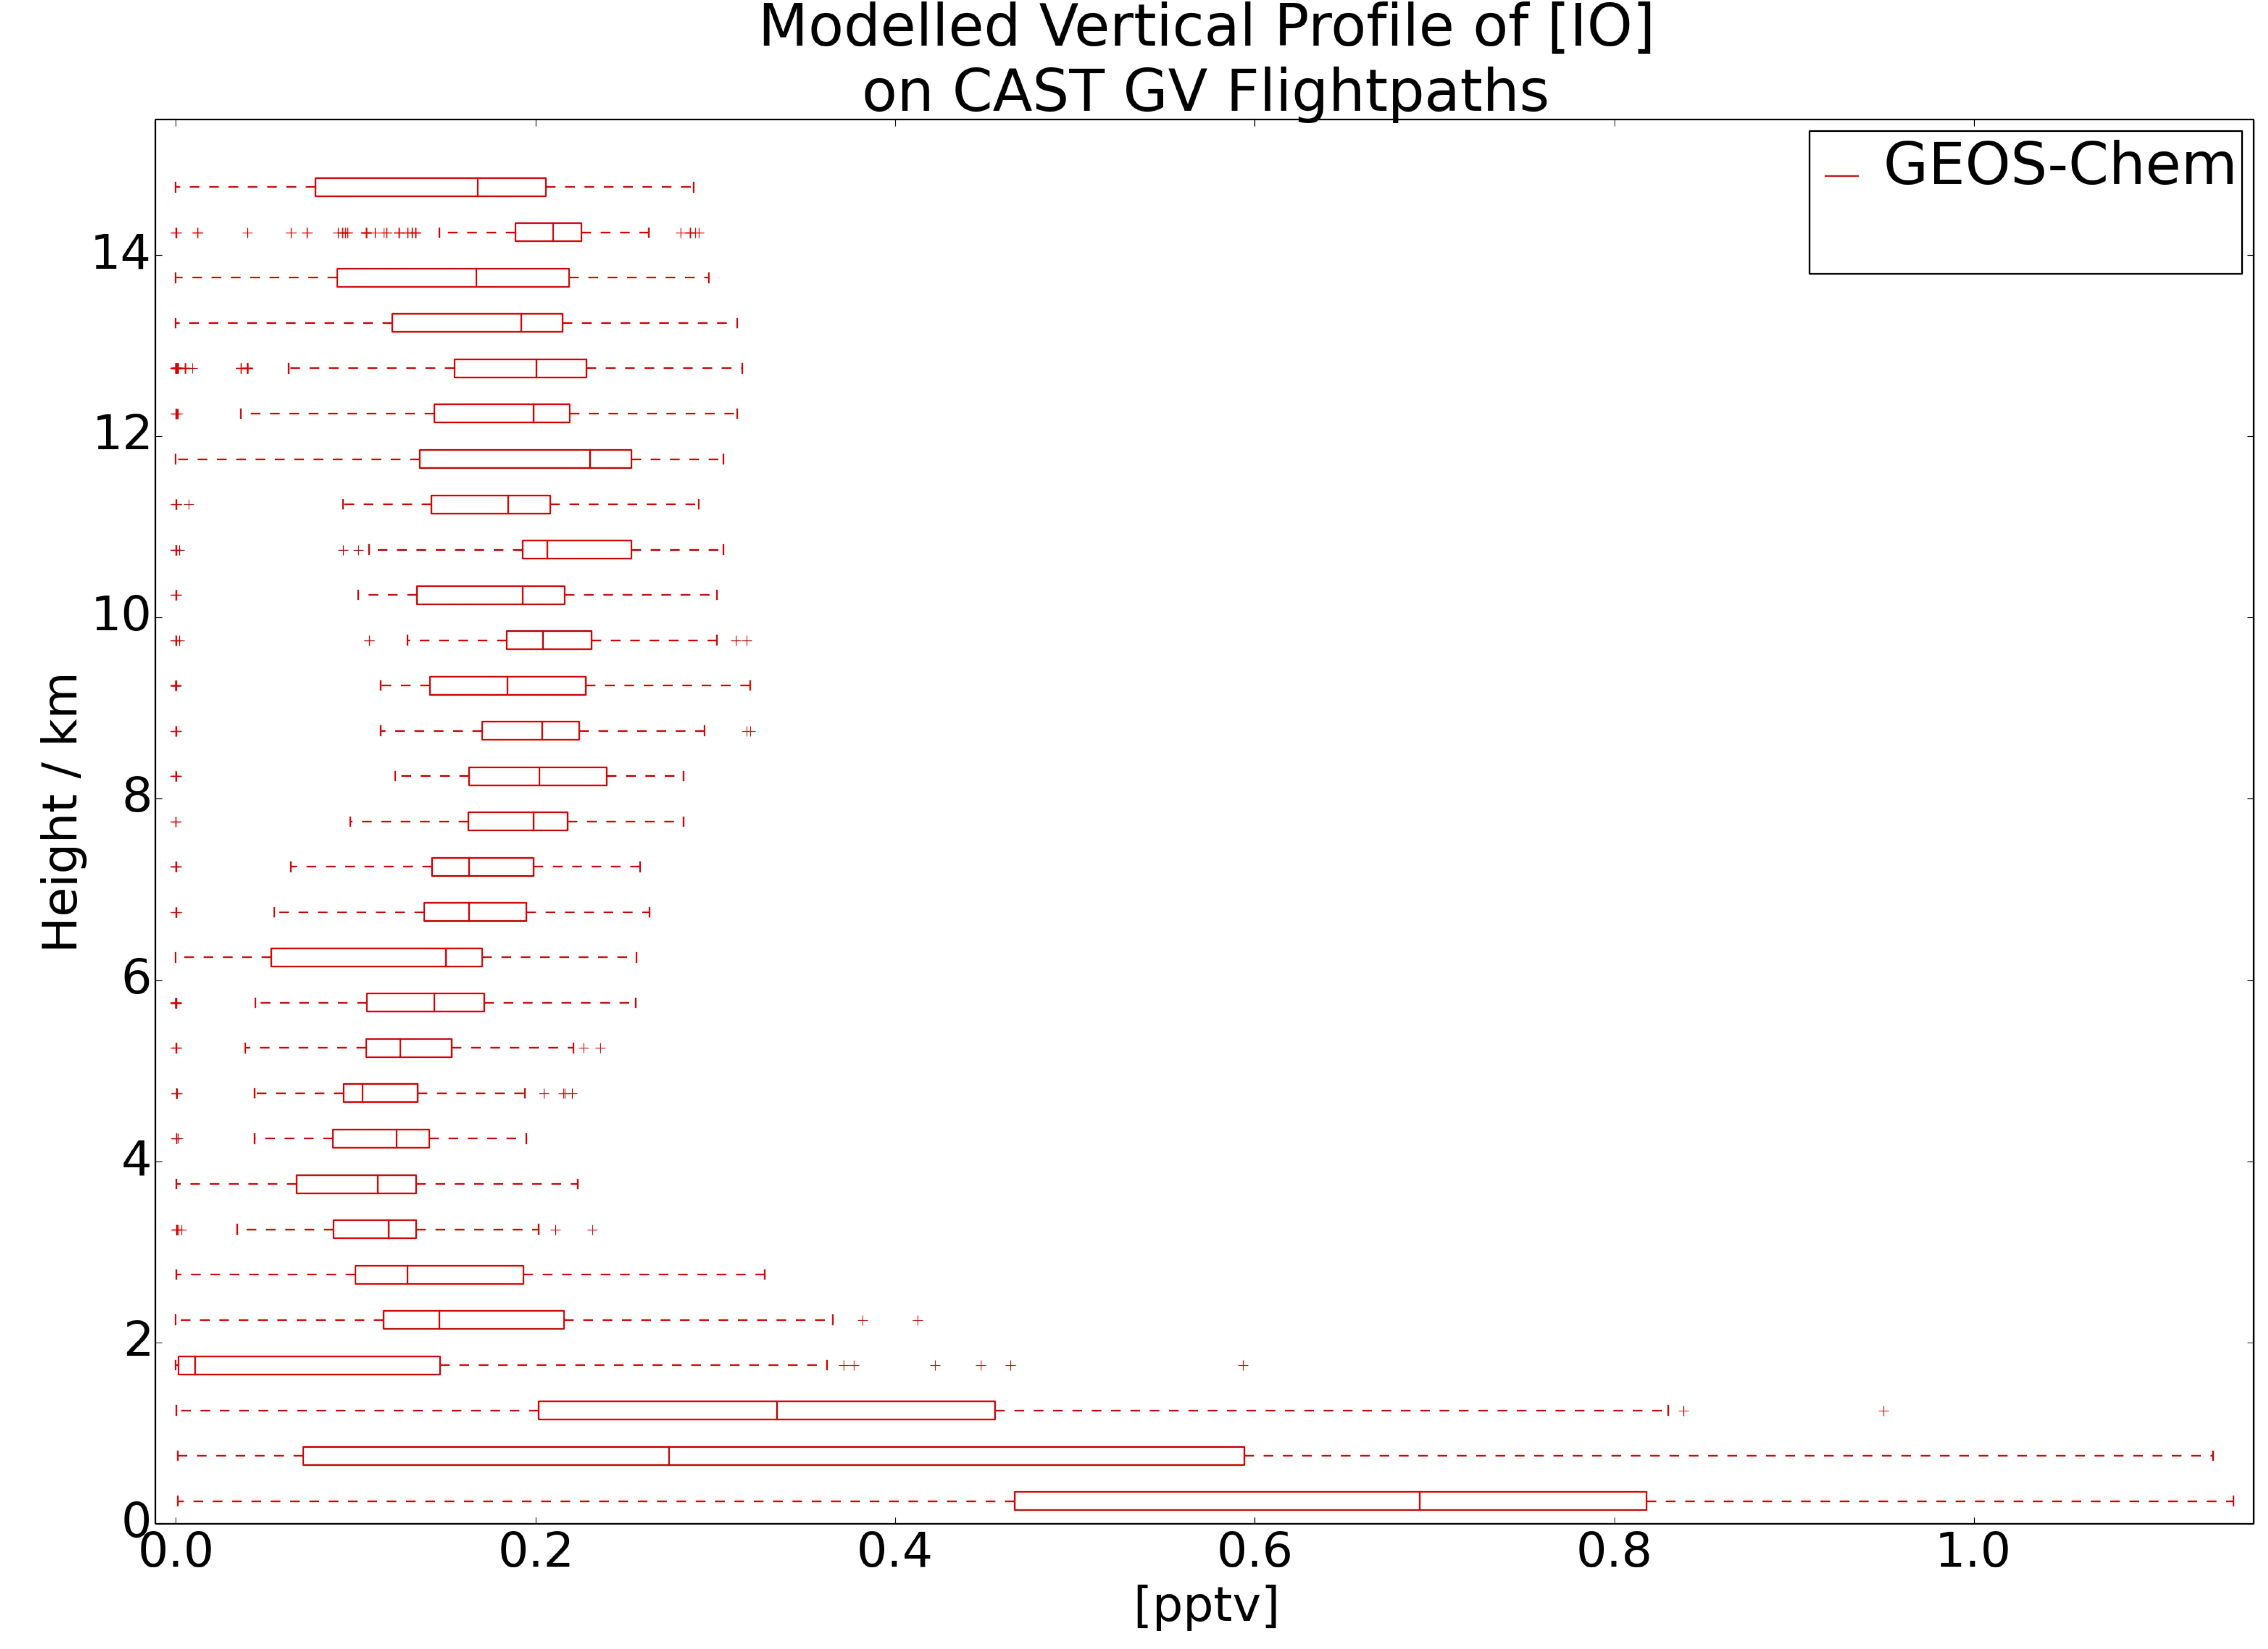 Modelled Vertical Profile of [IO]
on CAST GV Flightpaths
GEOS-Chem
Height / km
14
12
10
8
6
4
2
0
0.0 0.2 0.4 0.6 0.8 1.0
[pptv]